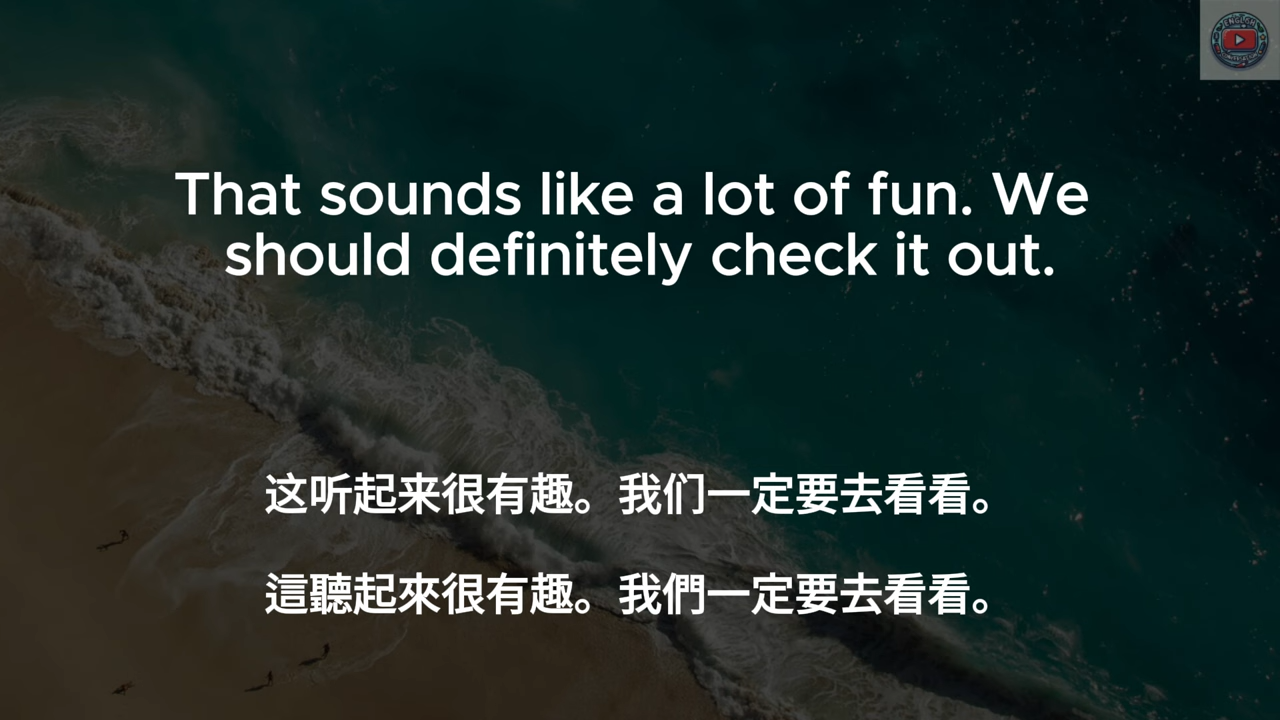 That sounds like a lot of fun. We
should definitely check it out.
这听起来很有趣。我们一定要去看看。
這聽起來很有趣。我們一定要去看看。